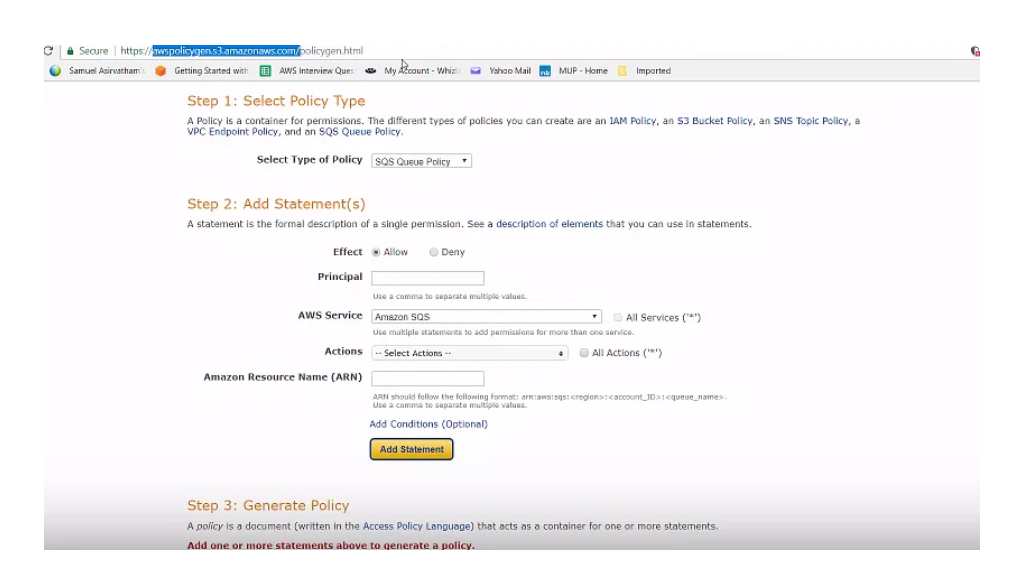 Secure | https://awspolicygen.s3.amazonaws.com/policygen.html
Samuel Asirvatham's Getting Started with AWS Interview Ques My Account - Whizla Yahoo Mail MUP - Home Imported
Step 1: Select Policy Type
A Policy is a container for permissions. The different types of policies you can create are an IAM Policy, an S3 Bucket Policy, an SNS Topic Policy, a
VPC Endpoint Policy, and an SQS Queue Policy.
Select Type of Policy SQS Queue Policy
Step 2: Add Statement(s)
A statement is the formal description of a single permission. See a description of elements that you can use in statements.
Effect Allow Deny
Principal
Use a comma to separate multiple values.
AWS Service Amazon SQS All Services ('*')
Use multiple statements to add permissions for more than one service.
Actions -- Select Actions -- All Actions ('*')
Amazon Resource Name (ARN)
ARN should follow the following format: arn:aws:sqs:<region>:<account_ID>:<queue_name>.
Use a comma to separate multiple values.
Add Conditions (Optional)
Add Statement
Step 3: Generate Policy
A policy is a document (written in the Access Policy Language) that acts as a container for one or more statements.
Add one or more statements above to generate a policy.